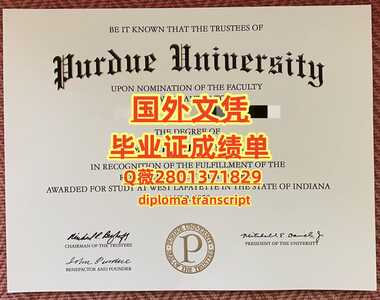 BE IT KNOWN THAT THE TRUSTEES OF
Purdue University
UPON NOMINATION OF THE FACULTY
国外文凭
THE DEGREE OF
毕业证成绩单
IN RECOGNITION OF THE FULFILLMENT OF THE
Q薇2801371829
AWARDED FOR STUDY AT WEST LAFAYETTE IN THE STATE OF INDIANA
diploma transcript
CHAIRMAN OF THE TRUSTEES
PRESIDENT OF THE UNIVERSITY
John Purdue
BENEFACTOR AND FOUNDER
P